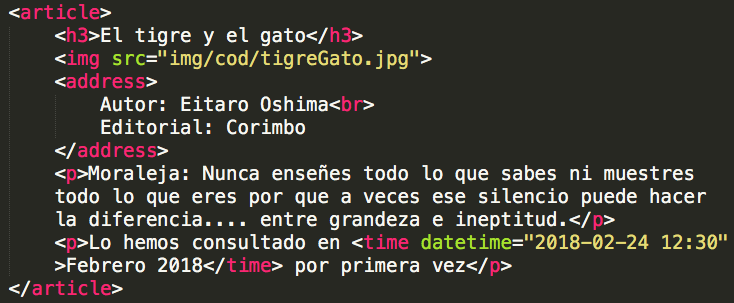 <article>
    <h3>El tigre y el gato</h3>
    <img src="img/cod/tigreGato.jpg">
    <address>
        Autor: Eitaro Oshima<br>
        Editorial: Corimbo
    </address>
    <p>Moraleja: Nunca enseñes todo lo que sabes ni muestres
    todo lo que eres por que a veces ese silencio puede hacer
    la diferencia.... entre grandeza e ineptitud.</p>
    <p>Lo hemos consultado en <time datetime="2018-02-24 12:30"
    >Febrero 2018</time> por primera vez</p>
</article>